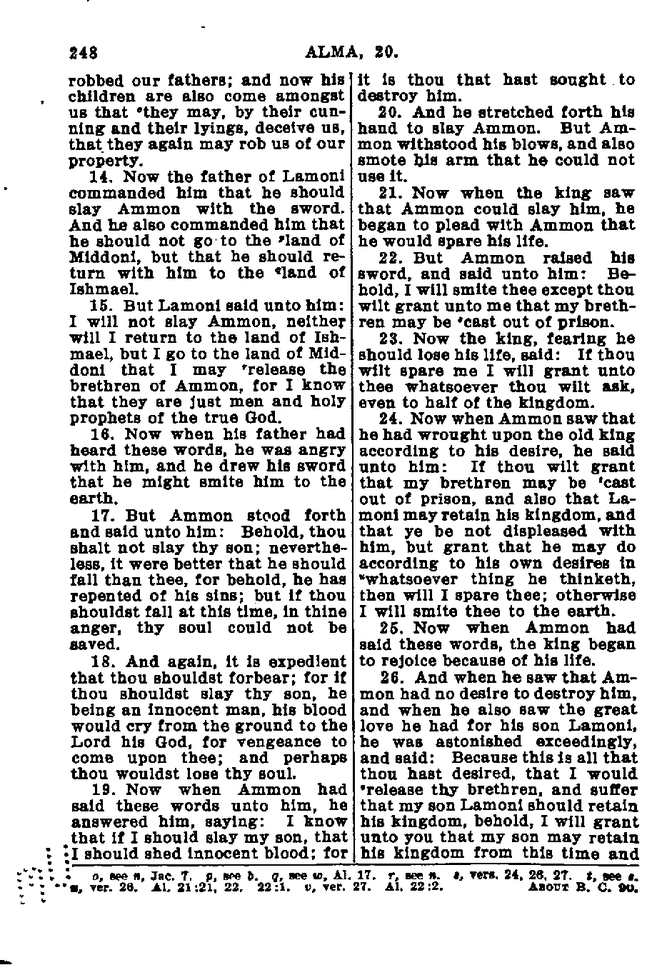 248
ALMA, 20.
robbed our fathers; and now his
children are also come amongst
us that °they may, by their cun-
ning and their lyings, deceive us,
that they again may rob us of our
property.
14. Now the father of Lamoni
commanded him that he should
slay Ammon with the sword.
And he also commanded him that
he should not go to the ᵖland of
Middoni, but that he should re-
turn with him to the ᑫland of
Ishmael.
15. But Lamoni said unto him:
I will not slay Ammon, neither
will I return to the land of Ish-
mael, but I go to the land of Mid-
doni that I may ʳrelease the
brethren of Ammon, for I know
that they are just men and holy
prophets of the true God.
16. Now when his father had
heard these words, he was angry
with him, and he drew his sword
that he might smite him to the
earth.
17. But Ammon stood forth
and said unto him: Behold, thou
shalt not slay thy son; neverthe-
less, it were better that he should
fall than thee, for behold, he has
repented of his sins; but if thou
shouldst fall at this time, in thine
anger, thy soul could not be
saved.
18. And again, it is expedient
that thou shouldst forbear; for if
thou shouldst slay thy son, he
being an innocent man, his blood
would cry from the ground to the
Lord his God, for vengeance to
come upon thee; and perhaps
thou wouldst lose thy soul.
19. Now when Ammon had
said these words unto him, he
answered him, saying: I know
that if I should slay my son, that
I should shed innocent blood; for
it is thou that hast sought to
destroy him.
20. And he stretched forth his
hand to slay Ammon. But Am-
mon withstood his blows, and also
smote his arm that he could not
use it.
21. Now when the king saw
that Ammon could slay him, he
began to plead with Ammon that
he would spare his life.
22. But Ammon raised his
sword, and said unto him: Be-
hold, I will smite thee except thou
wilt grant unto me that my breth-
ren may be ˢcast out of prison.
23. Now the king, fearing he
should lose his life, said: If thou
wilt spare me I will grant unto
thee whatsoever thou wilt ask,
even to half of the kingdom.
24. Now when Ammon saw that
he had wrought upon the old king
according to his desire, he said
unto him: If thou wilt grant
that my brethren may be ᵗcast
out of prison, and also that La-
moni may retain his kingdom, and
that ye be not displeased with
him, but grant that he may do
according to his own desires in
ᵘwhatsoever thing he thinketh,
then will I spare thee; otherwise
I will smite thee to the earth.
25. Now when Ammon had
said these words, the king began
to rejoice because of his life.
26. And when he saw that Am-
mon had no desire to destroy him,
and when he also saw the great
love he had for his son Lamoni,
he was astonished exceedingly,
and said: Because this is all that
thou hast desired, that I would
ᵛrelease thy brethren, and suffer
that my son Lamoni should retain
his kingdom, behold, I will grant
unto you that my son may retain
his kingdom from this time and
o, see n, Jac. 7. p, see b. q, see w, Al. 17. r, see n. s, vers. 24, 26, 27. t, see s.
u, ver. 26. Al. 21:21, 22. 22:1. v, ver. 27. Al. 22:2. ABOUT B. C. 90.